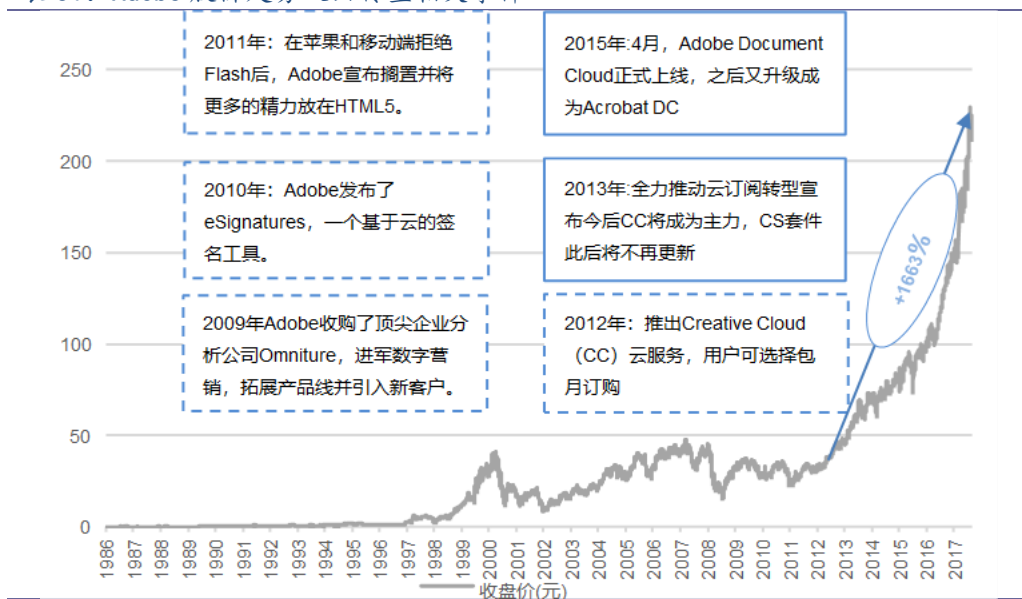 2011年：在苹果和移动端拒绝
Flash后，Adobe宣布搁置并将
更多的精力放在HTML5。
2015年:4月，Adobe Document
Cloud正式上线，之后又升级成
为Acrobat DC
2010年：Adobe发布了
eSignatures，一个基于云的签
名工具。
2013年:全力推动云订阅转型宣
布今后CC将成为主力，CS套件
此后将不再更新
2009年Adobe收购了顶尖企业分
析公司Omniture，进军数字营
销，拓展产品线并引入新客户。
2012年：推出Creative Cloud
（CC）云服务，用户可选择包
月订购
+1663%
250
200
150
100
50
0
1986
1987
1988
1989
1990
1991
1992
1993
1994
1995
1996
1997
1998
1999
2000
2001
2002
2003
2004
2005
2006
2007
2008
2009
2010
2011
2012
2013
2014
2015
2016
2017
收盘价(元)